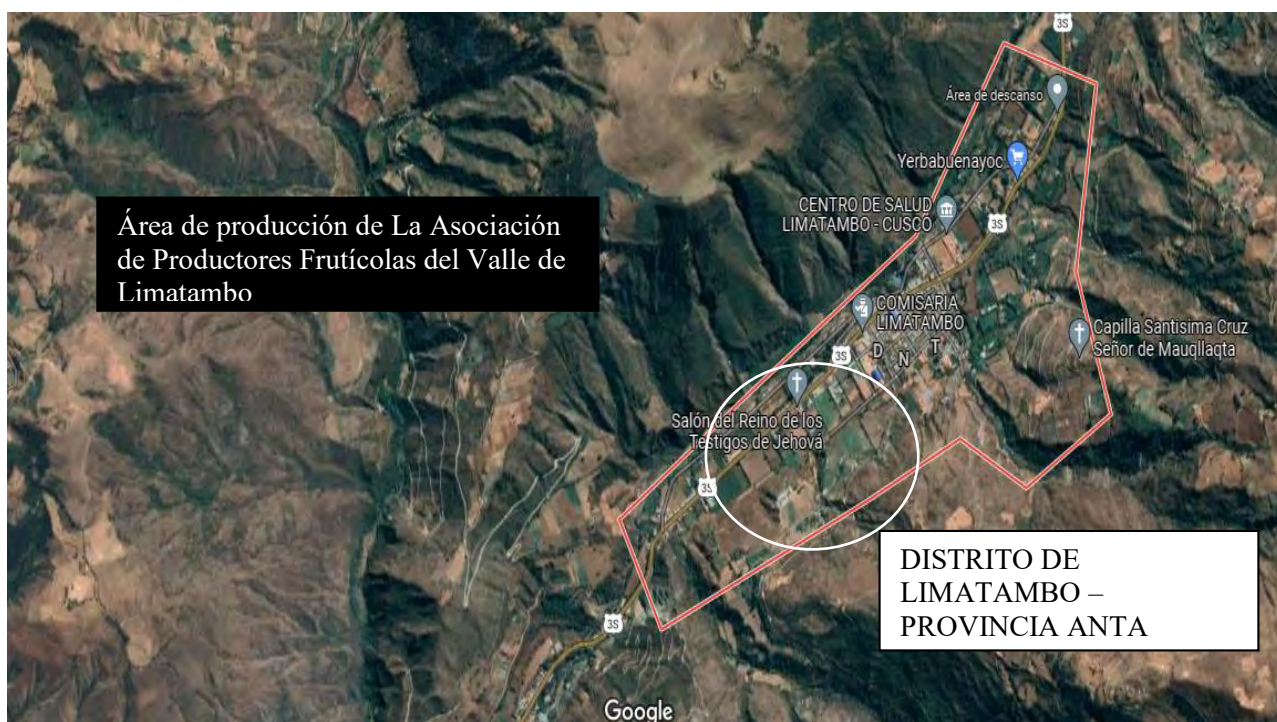 3S
Área de descanso
Yerbabuenayoc
CENTRO DE SALUD
LIMATAMBO - CUSCO
3S
Área de producción de La Asociación
de Productores Frutícolas del Valle de
Limatambo
COMISARIA
LIMATAMBO
Capilla Santisima Cruz
Señor de Mauqllaqta
D N T
3S
Salón del Reino de los
Testigos de Jehová
3S
DISTRITO DE
LIMATAMBO –
PROVINCIA ANTA
3S
Google